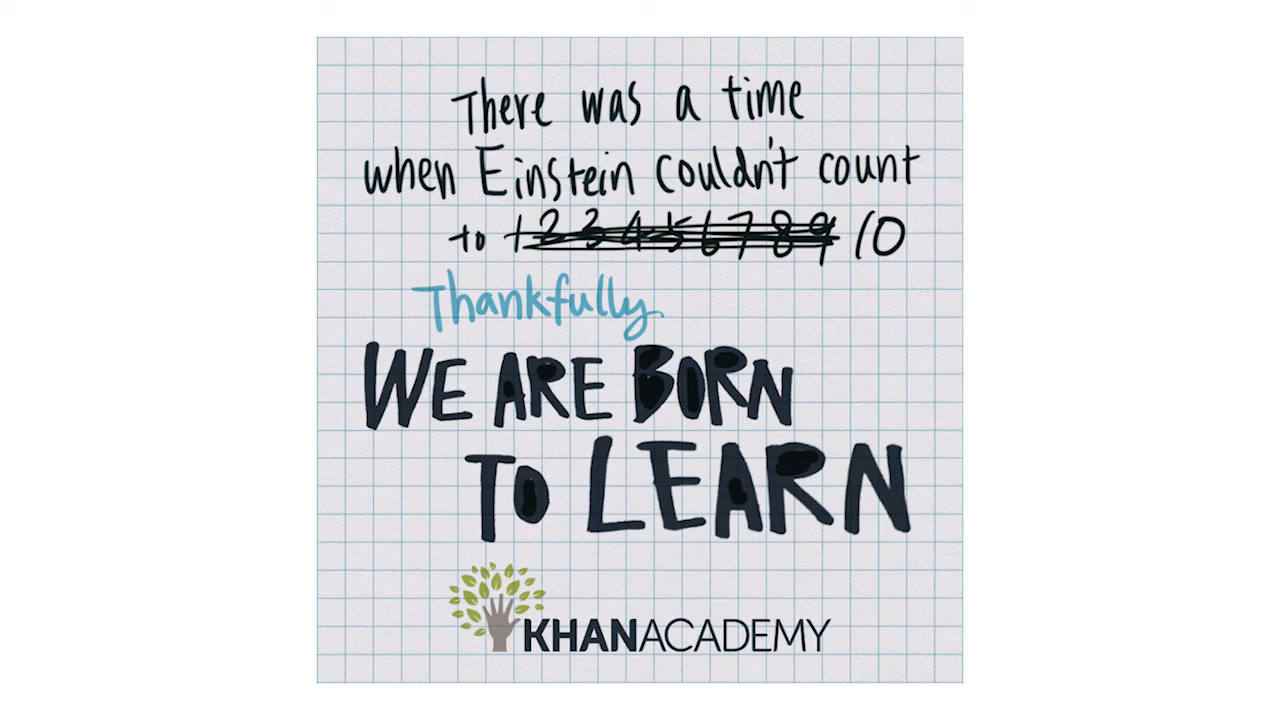 There was a time
when Einstein couldn't count
to 1 2 3 4 5 6 7 8 9 10
Thankfully
WE ARE BORN
TO LEARN
KHANACADEMY